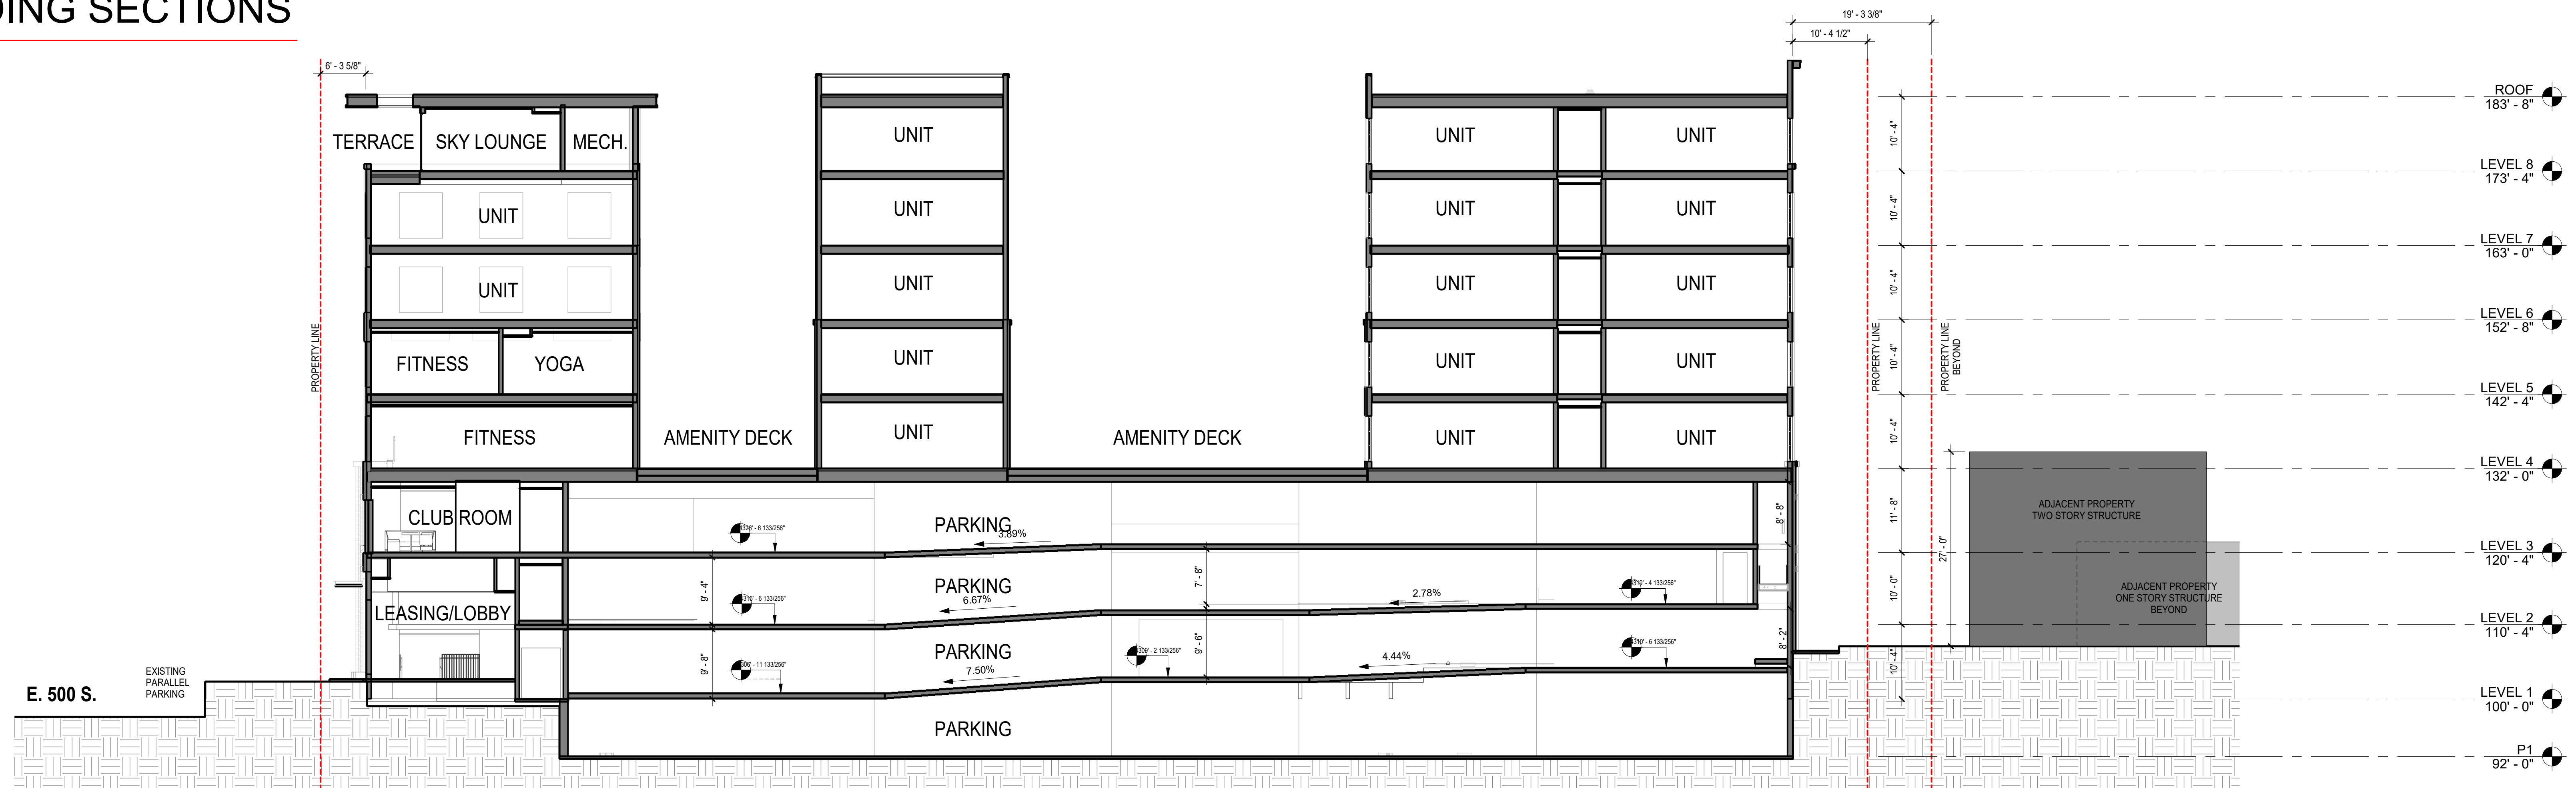 DING SECTIONS
19' - 3 3/8"
10' - 4 1/2"
6' - 3 5/8"
ROOF
183' - 8"
TERRACE
SKY LOUNGE
MECH.
UNIT
UNIT
UNIT
10' - 4"
LEVEL 8
173' - 4"
UNIT
UNIT
UNIT
UNIT
10' - 4"
LEVEL 7
163' - 0"
UNIT
UNIT
UNIT
UNIT
10' - 4"
LEVEL 6
152' - 8"
PROPERTY LINE
FITNESS
YOGA
UNIT
UNIT
UNIT
PROPERTY LINE
10' - 4"
PROPERTY LINE
BEYOND
LEVEL 5
142' - 4"
FITNESS
AMENITY DECK
UNIT
AMENITY DECK
UNIT
UNIT
10' - 4"
LEVEL 4
132' - 0"
CLUB ROOM
PARKING
3.89%
8' - 8"
11' - 8"
ADJACENT PROPERTY
TWO STORY STRUCTURE
27' - 0"
LEVEL 3
120' - 4"
LEASING/LOBBY
9' - 4"
PARKING
6.67%
7' - 8"
2.78%
10' - 0"
ADJACENT PROPERTY
ONE STORY STRUCTURE
BEYOND
LEVEL 2
110' - 4"
9' - 8"
PARKING
7.50%
9' - 6"
4.44%
8' - 2"
10' - 4"
EXISTING
PARALLEL
PARKING
E. 500 S.
LEVEL 1
100' - 0"
PARKING
P1
92' - 0"